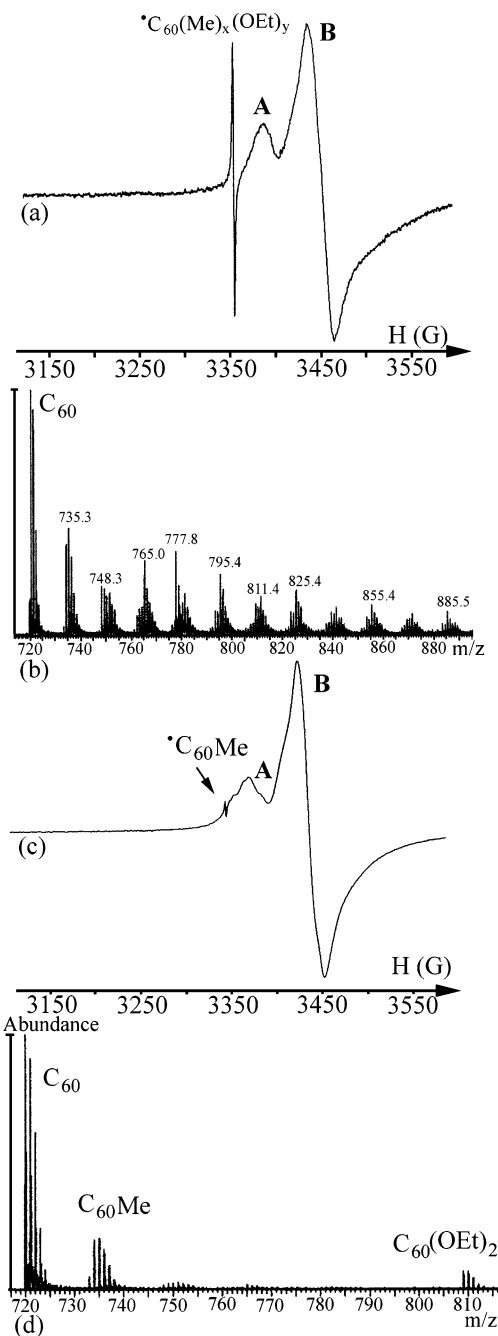 •C60(Me)x(OEt)y
B
A
(a)
H (G)
3150 3250 3350 3450 3550
C60
735.3
748.3
765.0
777.8
795.4
811.4
825.4
855.4
885.5
720 740 760 780 800 820 840 860 880 m/z
(b)
B
•C60Me
A
(c)
H (G)
3150 3250 3350 3450 3550
Abundance
C60
C60Me
C60(OEt)2
720 730 740 750 760 770 780 790 800 810
(d)
m/z